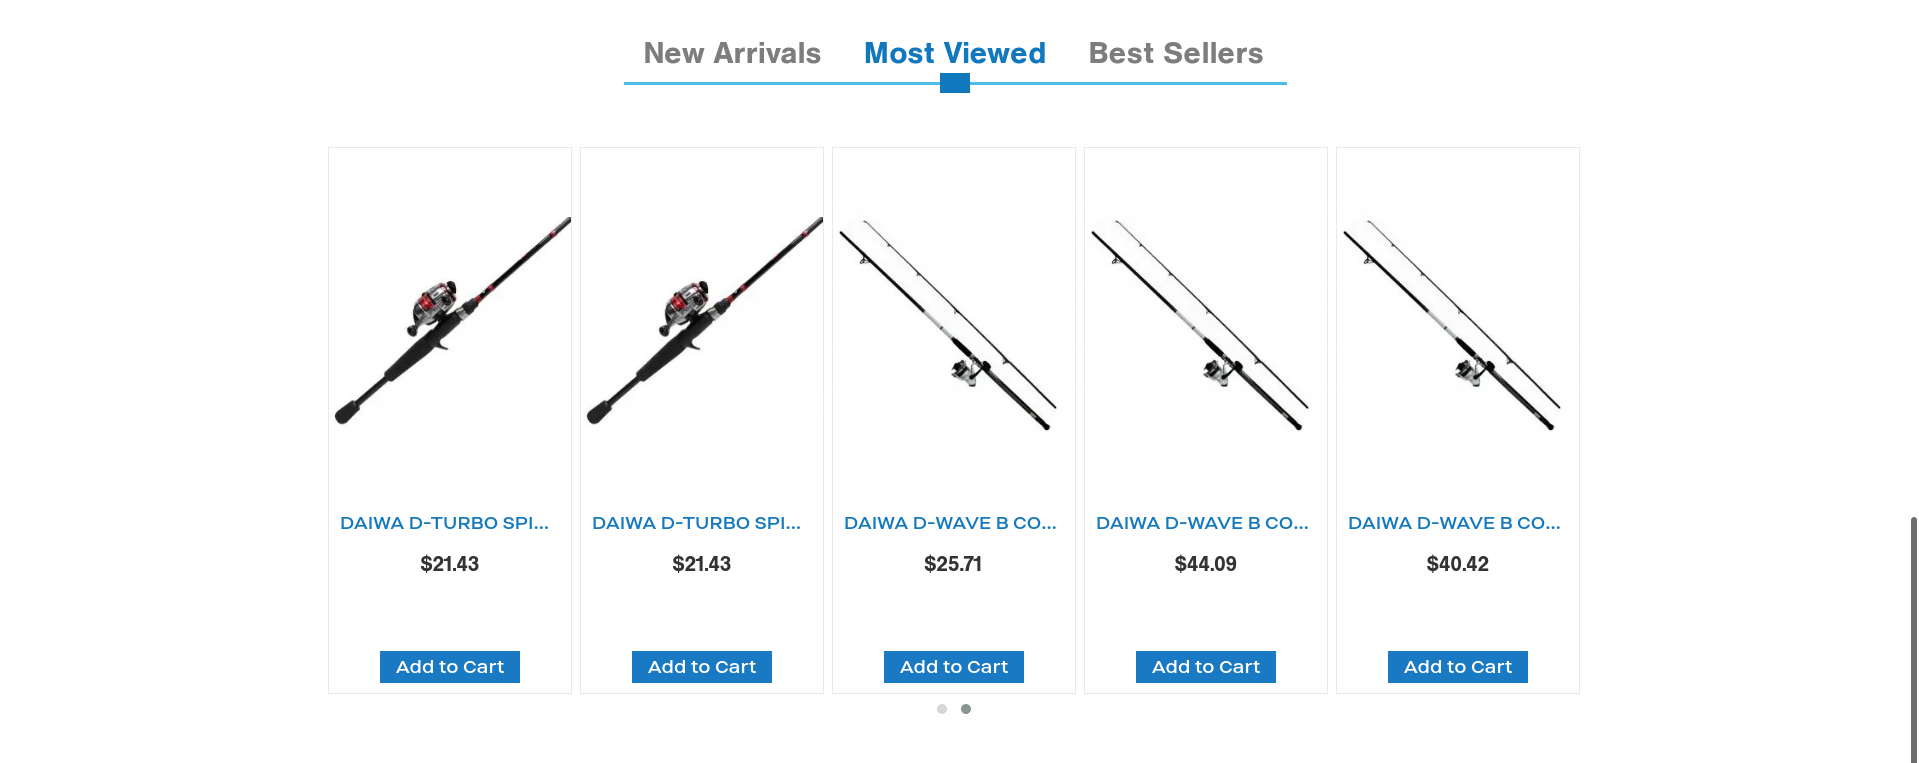 New Arrivals Most Viewed Best Sellers
DAIWA D-TURBO SPI... DAIWA D-TURBO SPI... DAIWA D-WAVE B CO... DAIWA D-WAVE B CO... DAIWA D-WAVE B CO...
$21.43 $21.43 $25.71 $44.09 $40.42
Add to Cart Add to Cart Add to Cart Add to Cart Add to Cart